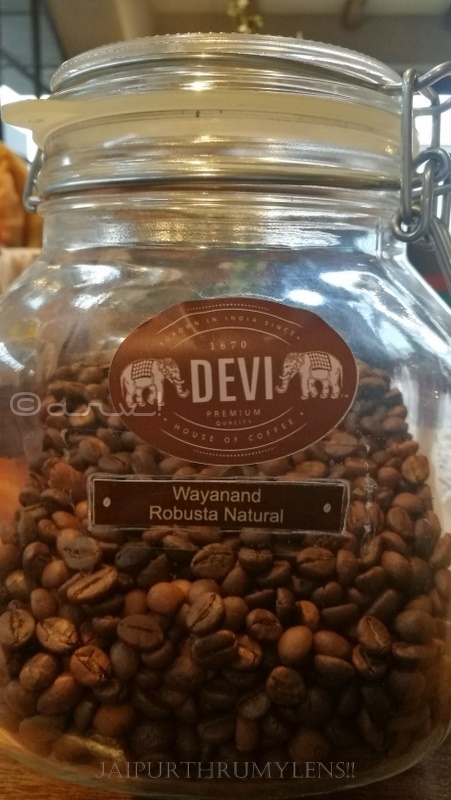 GROWN IN INDIA SINCE
1670
DEVI
PREMIUM
QUALITY
HOUSE OF COFFEE
Wayanand
Robusta Natural
JAIPURTHRUMYLENS!!